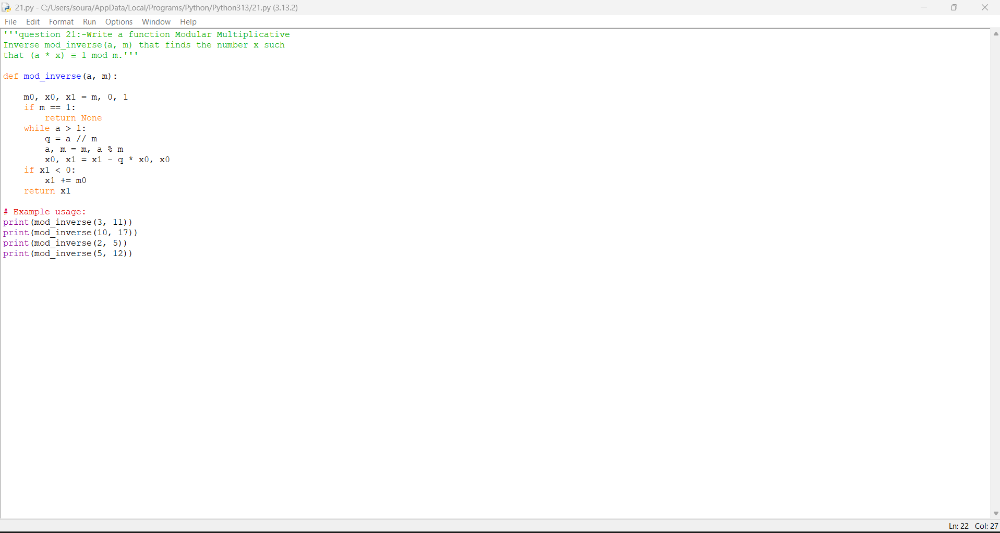 21.py - C:/Users/soura/AppData/Local/Programs/Python/Python313/21.py (3.13.2)
File Edit Format Run Options Window Help
'''question 21:-Write a function Modular Multiplicative
Inverse mod_inverse(a, m) that finds the number x such
that (a * x) ≡ 1 mod m.'''
def mod_inverse(a, m):
    m0, x0, x1 = m, 0, 1
    if m == 1:
        return None
    while a > 1:
        q = a // m
        a, m = m, a % m
        x0, x1 = x1 - q * x0, x0
    if x1 < 0:
        x1 += m0
    return x1
# Example usage:
print(mod_inverse(3, 11))
print(mod_inverse(10, 17))
print(mod_inverse(2, 5))
print(mod_inverse(5, 12))
Ln: 22 Col: 27